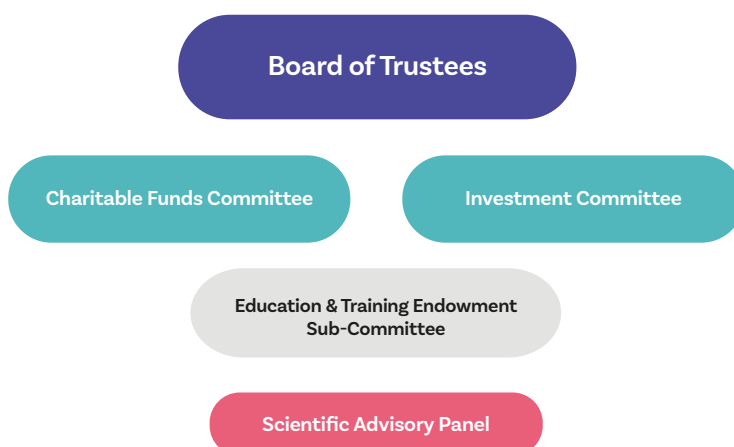 Board of Trustees
Charitable Funds Committee
Investment Committee
Education & Training Endowment
Sub-Committee
Scientific Advisory Panel